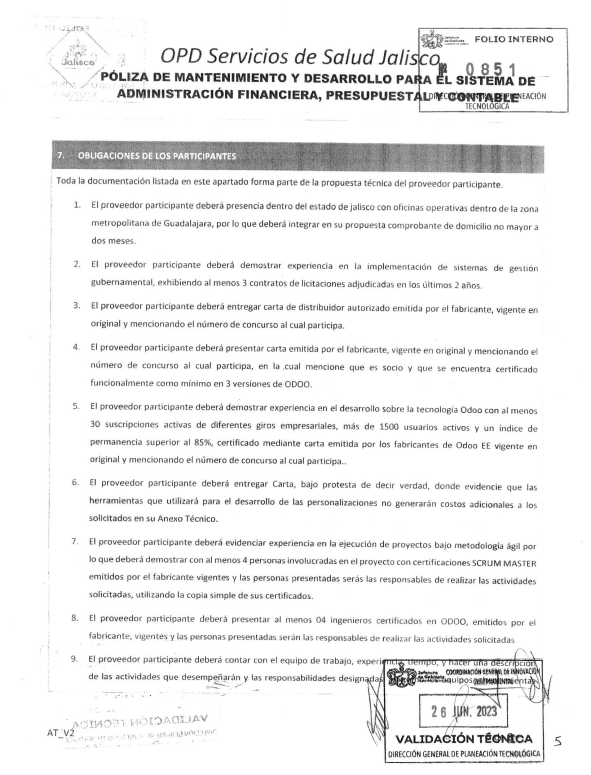 Jalisco
OPD Servicios de Salud Jalisco
FOLIO INTERNO
0851
PÓLIZA DE MANTENIMIENTO Y DESARROLLO PARA EL SISTEMA DE
ADMINISTRACIÓN FINANCIERA, PRESUPUESTAL Y CONTABLE
TECNOLÓGICA
7. OBLIGACIONES DE LOS PARTICIPANTES
Toda la documentación listada en este apartado forma parte de la propuesta técnica del proveedor participante.
1. El proveedor participante deberá presencia dentro del estado de jalisco con oficinas operativas dentro de la zona
metropolitana de Guadalajara, por lo que deberá integrar en su propuesta comprobante de domicilio no mayor a
dos meses.
2. El proveedor participante deberá demostrar experiencia en la implementación de sistemas de gestión
gubernamental, exhibiendo al menos 3 contratos de licitaciones adjudicadas en los últimos 2 años.
3. El proveedor participante deberá entregar carta de distribuidor autorizado emitida por el fabricante, vigente en
original y mencionando el número de concurso al cual participa.
4. El proveedor participante deberá presentar carta emitida por el fabricante, vigente en original y mencionando el
número de concurso al cual participa, en la cual mencione que es socio y que se encuentra certificado
funcionalmente como mínimo en 3 versiones de ODOO.
5. El proveedor participante deberá demostrar experiencia en el desarrollo sobre la tecnología Odoo con al menos
30 suscripciones activas de diferentes giros empresariales, más de 1500 usuarios activos y un índice de
permanencia superior al 85%, certificado mediante carta emitida por los fabricantes de Odoo EE vigente en
original y mencionando el número de concurso al cual participa..
6. El proveedor participante deberá entregar Carta, bajo protesta de decir verdad, donde evidencie que las
herramientas que utilizará para el desarrollo de las personalizaciones no generarán costos adicionales a los
solicitados en su Anexo Técnico.
7. El proveedor participante deberá evidenciar experiencia en la ejecución de proyectos bajo metodología ágil por
lo que deberá demostrar con al menos 4 personas involucradas en el proyecto con certificaciones SCRUM MASTER
emitidos por el fabricante vigentes y las personas presentadas serás las responsables de realizar las actividades
solicitadas, utilizando la copia simple de sus certificados.
8. El proveedor participante deberá presentar al menos 04 ingenieros certificados en ODOO, emitidos por el
fabricante, vigentes y las personas presentadas serán las responsables de realizar las actividades solicitadas
9. El proveedor participante deberá contar con el equipo de trabajo, experiencia, tiempo, y hacer una descripción
de las actividades que desempeñarán y las responsabilidades designadas
COORDINACIÓN GENERAL DE INNOVACIÓN
26 JUN. 2023
VALIDACIÓN TÉCNICA
DIRECCIÓN GENERAL DE PLANEACIÓN TECNOLÓGICA
VALIDACIÓN TÉCNICA
AT_V2
5